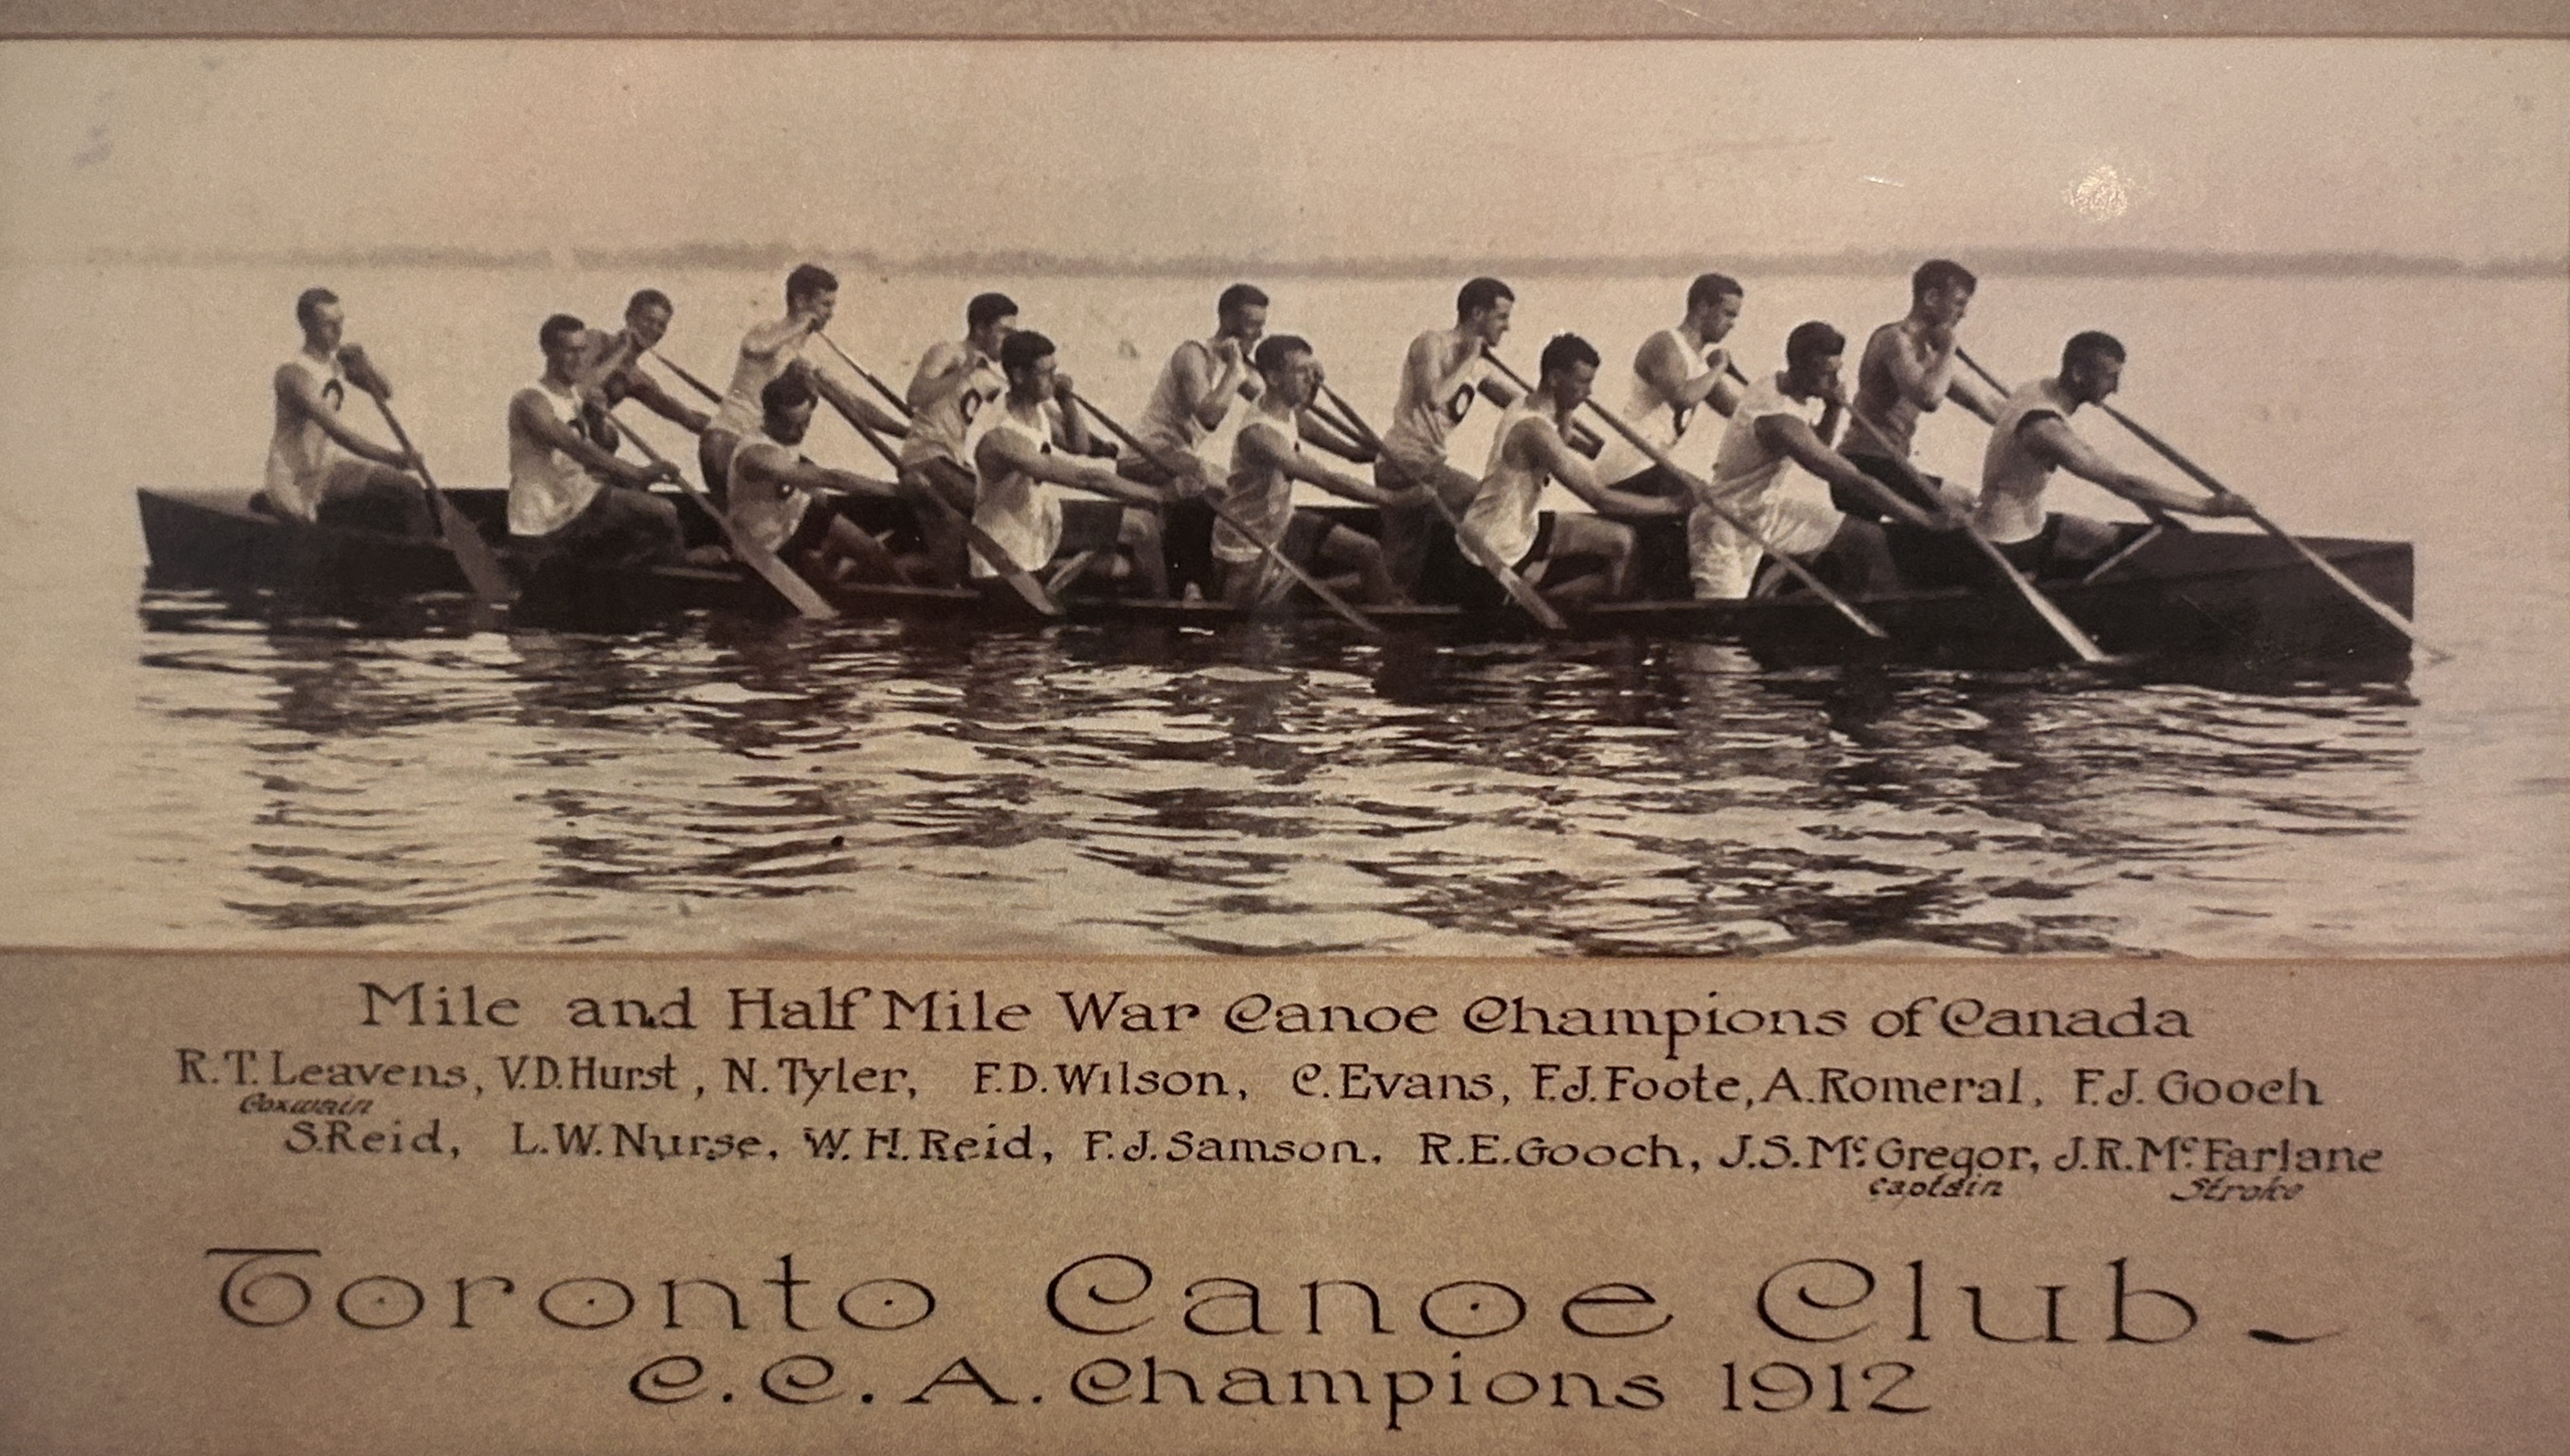 Mile and Half Mile War Canoe Champions of Canada
R.T. Leavens, V.D. Hurst, N. Tyler, F.D. Wilson, C. Evans, F.J. Foote, A. Romeral, F.J. Gooch
Coxwain
S. Reid, L.W. Nurse, W.H. Reid, F.J. Samson, R.E. Gooch, J.S. McGregor, J.R. McFarlane
Captain Stroke
Toronto Canoe Club -
C.C.A. Champions 1912